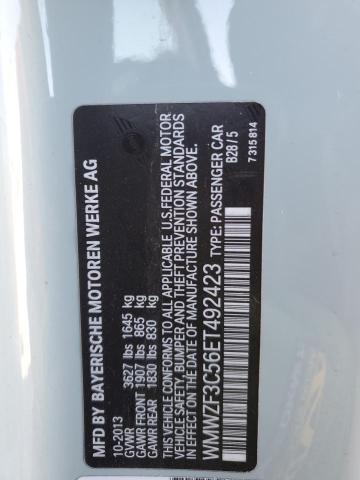 MFD BY BAYERISCHE MOTOREN WERKE AG
10-2013
GVWR 3627 lbs 1645 kg
GAWR FRONT 1907 lbs 865 kg
GAWR REAR 1830 lbs 830 kg
THIS VEHICLE CONFORMS TO ALL APPLICABLE U.S.FEDERAL MOTOR
VEHICLE SAFETY, BUMPER AND THEFT PREVENTION STANDARDS
IN EFFECT ON THE DATE OF MANUFACTURE SHOWN ABOVE.
WMWZF3C56ET492423 TYPE: PASSENGER CAR
B28/5
7 315 814